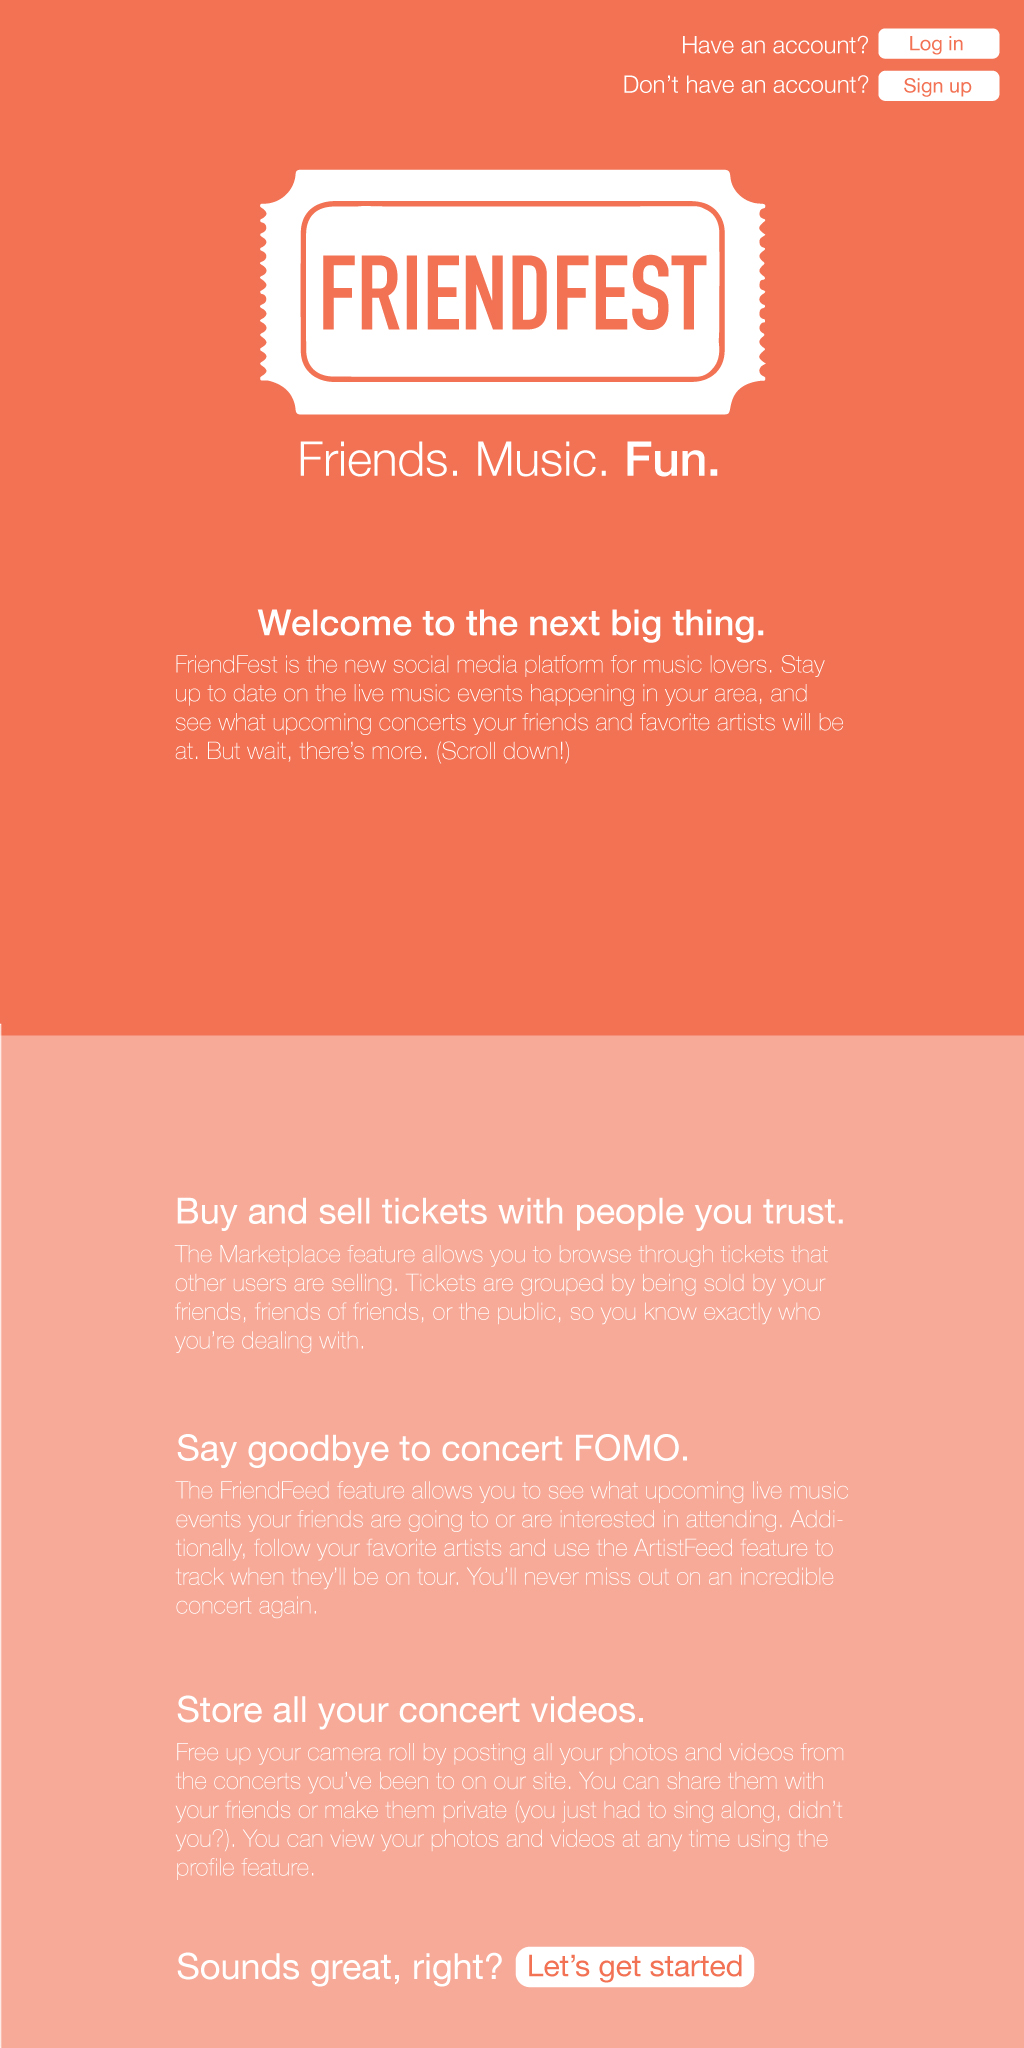 Have an account? Log in
Don’t have an account? Sign up
FRIENDFEST
Friends. Music. Fun.
Welcome to the next big thing.
FriendFest is the new social media platform for music lovers. Stay
up to date on the live music events happening in your area, and
see what upcoming concerts your friends and favorite artists will be
at. But wait, there’s more. (Scroll down!)
Buy and sell tickets with people you trust.
The Marketplace feature allows you to browse through tickets that
other users are selling. Tickets are grouped by being sold by your
friends, friends of friends, or the public, so you know exactly who
you’re dealing with.
Say goodbye to concert FOMO.
The FriendFeed feature allows you to see what upcoming live music
events your friends are going to or are interested in attending. Addi-
tionally, follow your favorite artists and use the ArtistFeed feature to
track when they’ll be on tour. You’ll never miss out on an incredible
concert again.
Store all your concert videos.
Free up your camera roll by posting all your photos and videos from
the concerts you’ve been to on our site. You can share them with
your friends or make them private (you just had to sing along, didn’t
you?). You can view your photos and videos at any time using the
profile feature.
Sounds great, right? Let’s get started